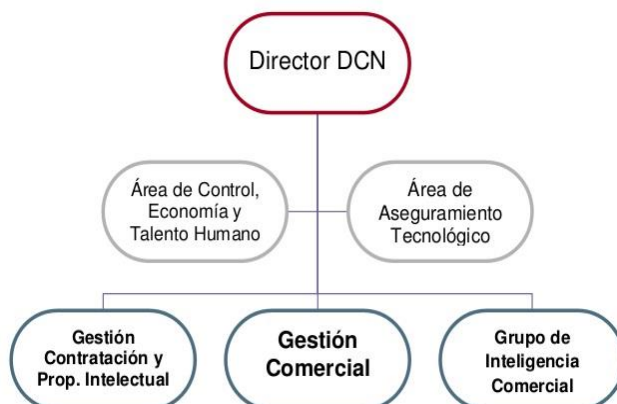 Director DCN
Área de Control,
Economía y
Talento Humano
Área de
Aseguramiento
Tecnológico
Gestión
Contratación y
Prop. Intelectual
Gestión
Comercial
Grupo de
Inteligencia
Comercial